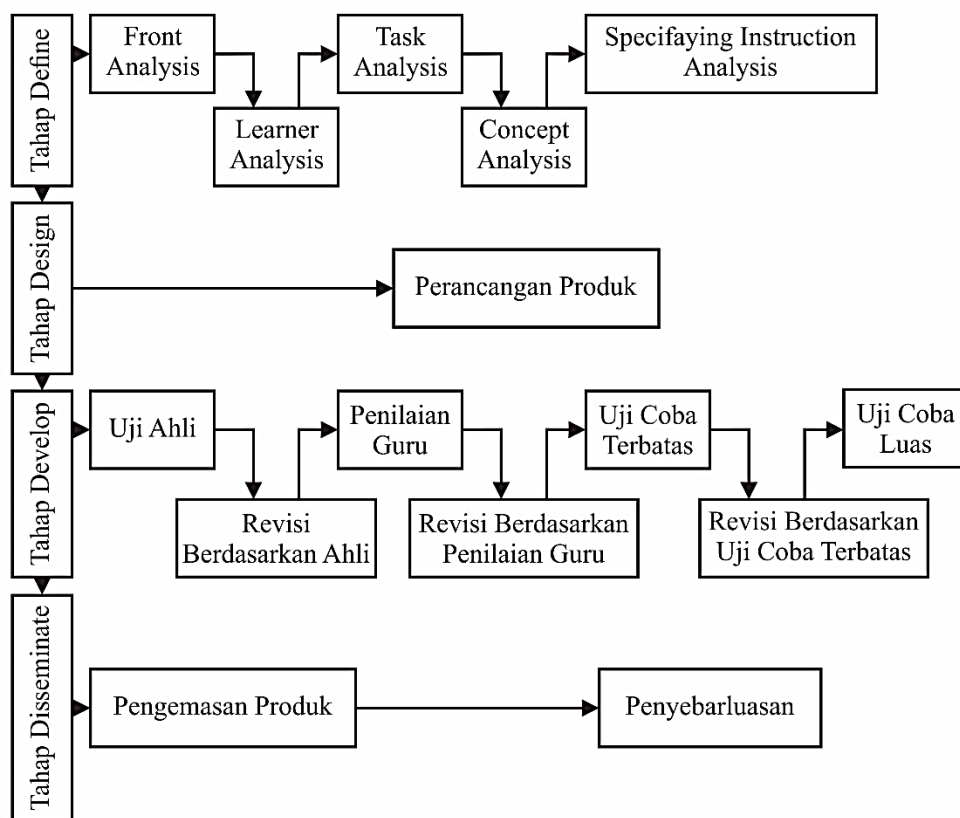 Tahap Define
Front
Analysis
Learner
Analysis
Task
Analysis
Concept
Analysis
Specifaying Instruction
Analysis
Tahap Design
Perancangan Produk
Tahap Develop
Uji Ahli
Revisi
Berdasarkan Ahli
Penilaian
Guru
Revisi Berdasarkan
Penilaian Guru
Uji Coba
Terbatas
Revisi Berdasarkan
Uji Coba Terbatas
Uji Coba
Luas
Tahap Disseminate
Pengemasan Produk
Penyebarluasan